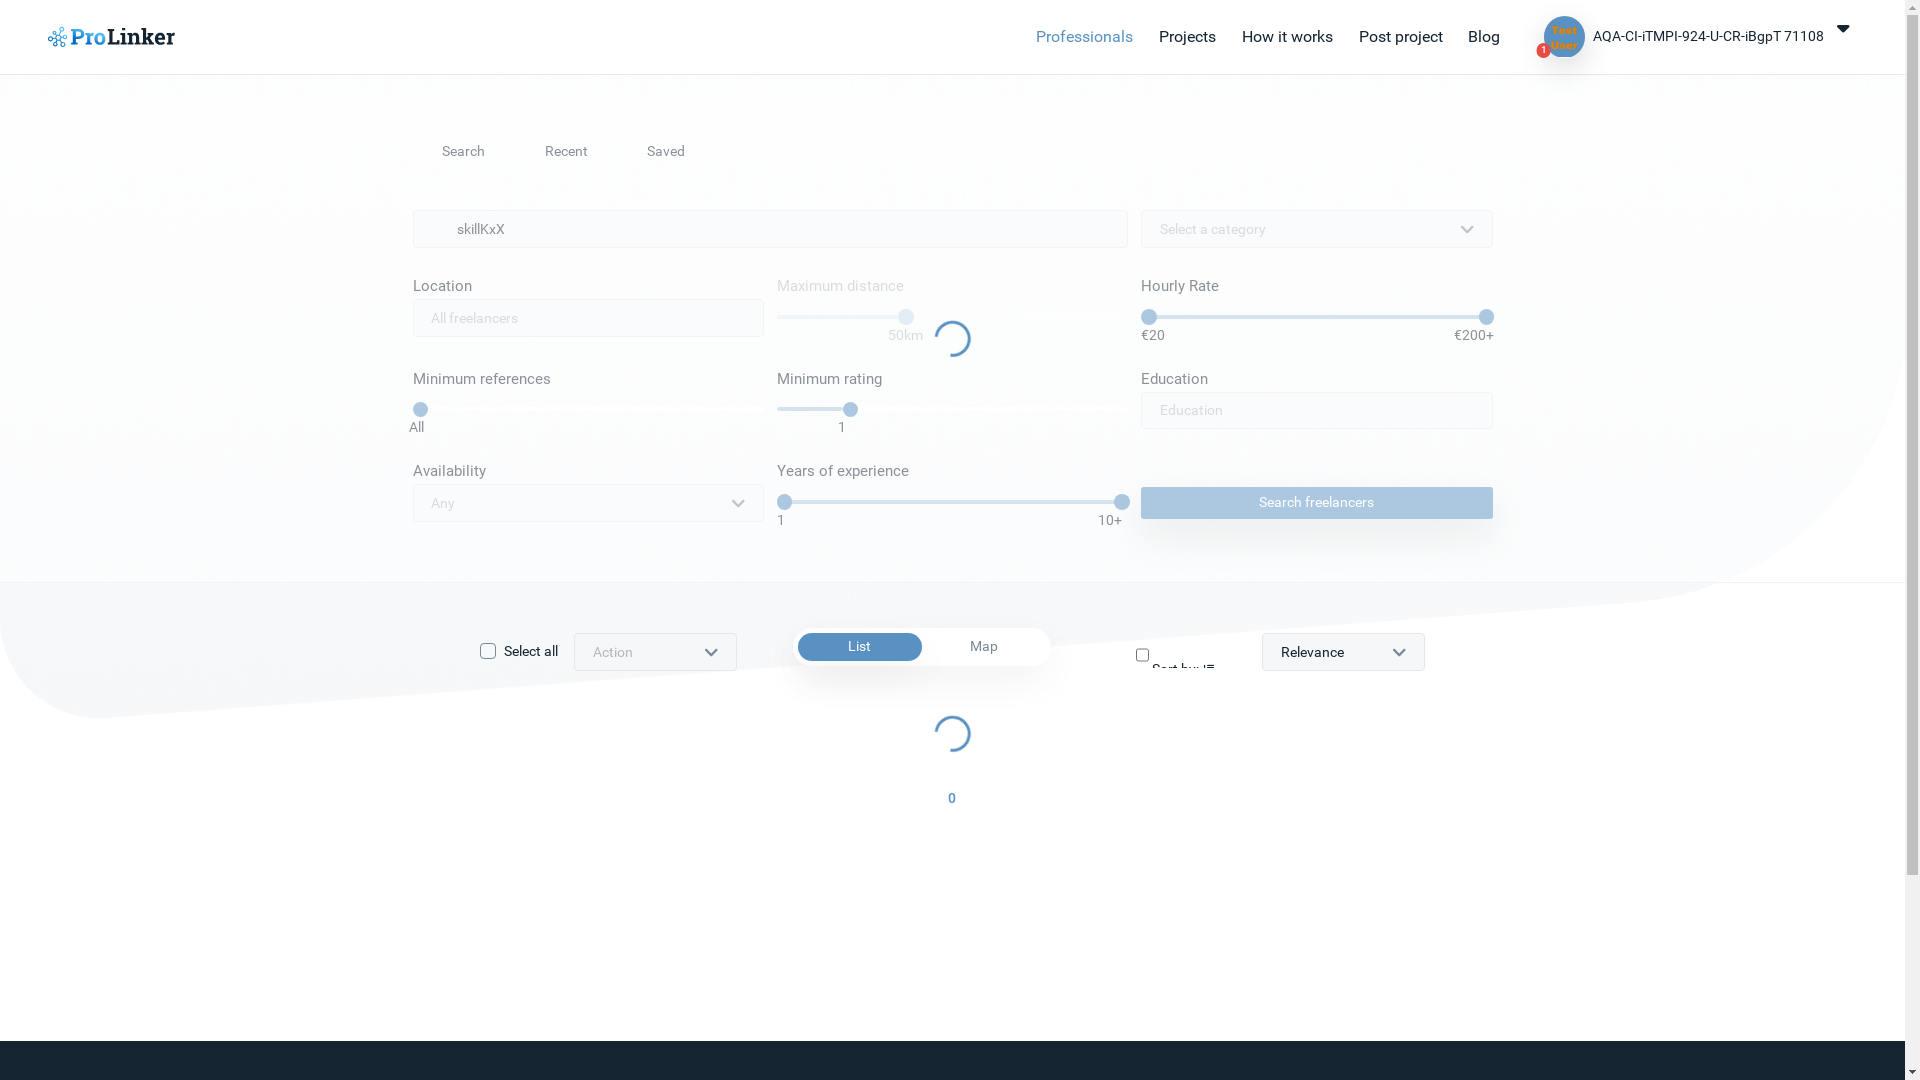 ProLinker
Professionals
Projects
How it works
Post project
Blog
Test
User
1
AQA-CI-iTMPI-924-U-CR-iBgpT 71108
Search
Recent
Saved
skillKxX
Select a category
Location
Maximum distance
Hourly Rate
All freelancers
50km
€20
€200+
Minimum references
Minimum rating
Education
All
1
Education
Availability
Years of experience
Any
1
10+
Search freelancers
Select all
Action
List
Map
Sort by:
Relevance
0